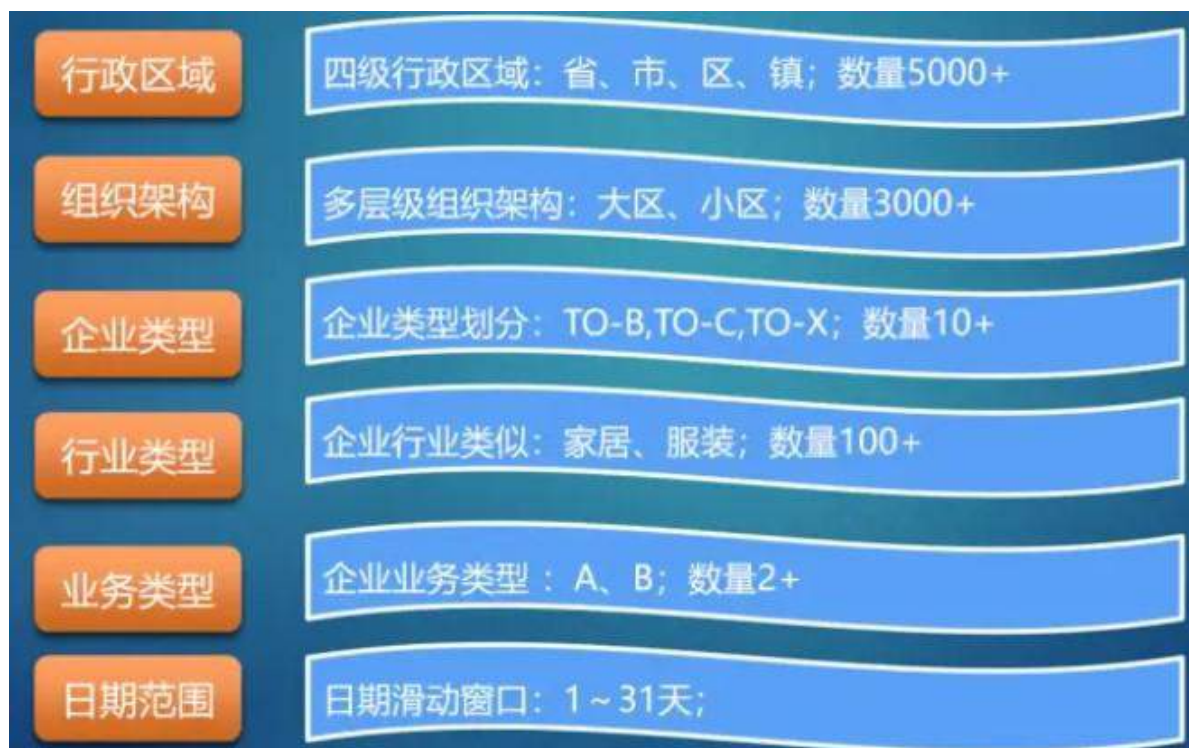 行政区域
四级行政区域：省、市、区、镇；数量5000+
组织架构
多层级组织架构：大区、小区；数量3000+
企业类型
企业类型划分：TO-B,TO-C,TO-X；数量10+
行业类型
企业行业类似：家居、服装；数量100+
业务类型
企业业务类型 ：A、B；数量2+
日期范围
日期滑动窗口：1~31天；